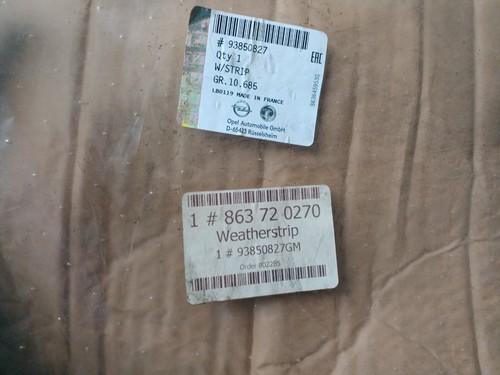 # 93850827
Qty 1
W/STRIP
GR.10.685
LB0119 MADE IN FRANCE
Opel Automobile GmbH
D-65423 Rüsselsheim
EAC
1 # 863 72 0270
Weatherstrip
1 # 93850827GM